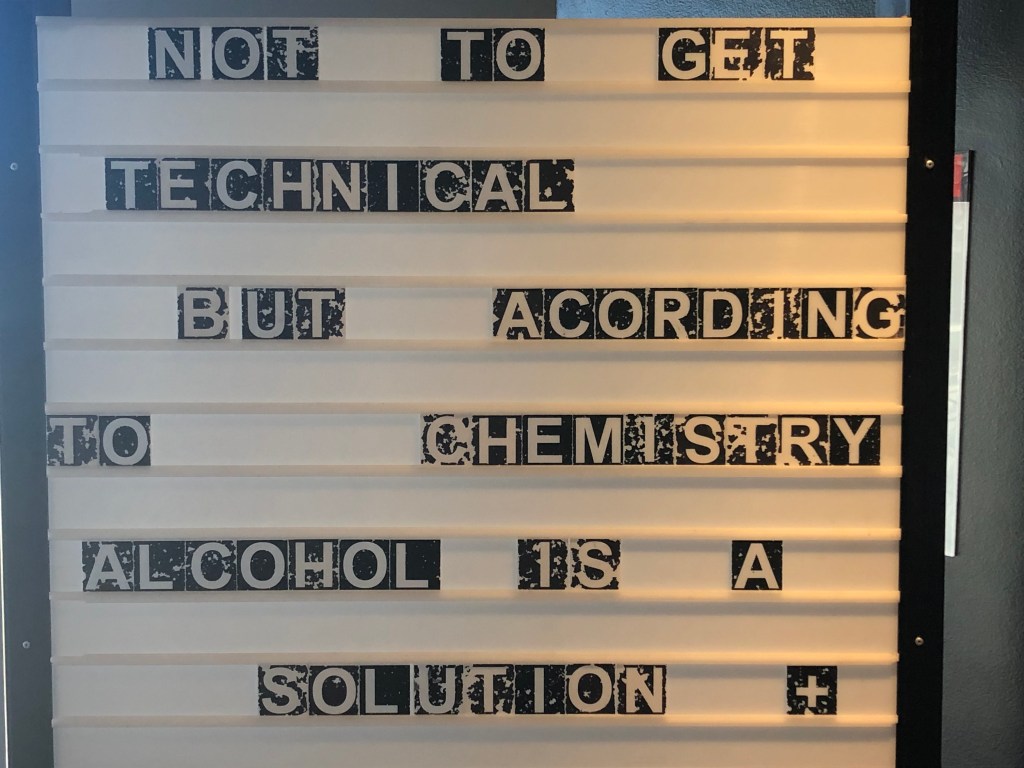 NOT TO GET
TECHNICAL
BUT ACORDING
TO CHEMISTRY
ALCOHOL IS A
SOLUTION +